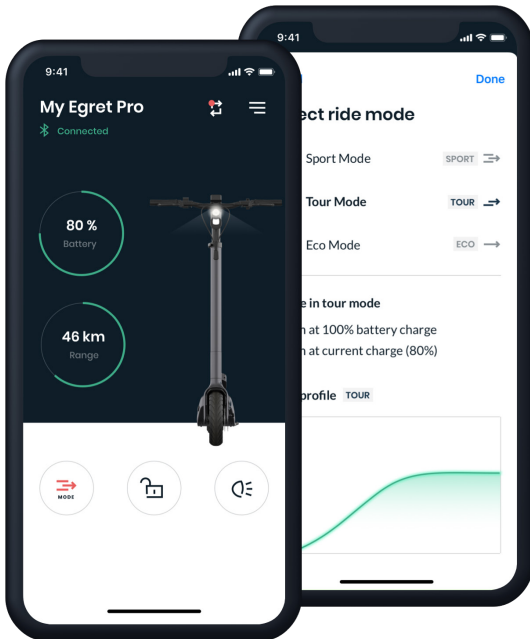 9:41
My Egret Pro
Connected
80 %
Battery
46 km
Range
MODE
9:41
Done
ect ride mode
Sport Mode SPORT
Tour Mode TOUR
Eco Mode ECO
e in tour mode
n at 100% battery charge
n at current charge (80%)
profile TOUR